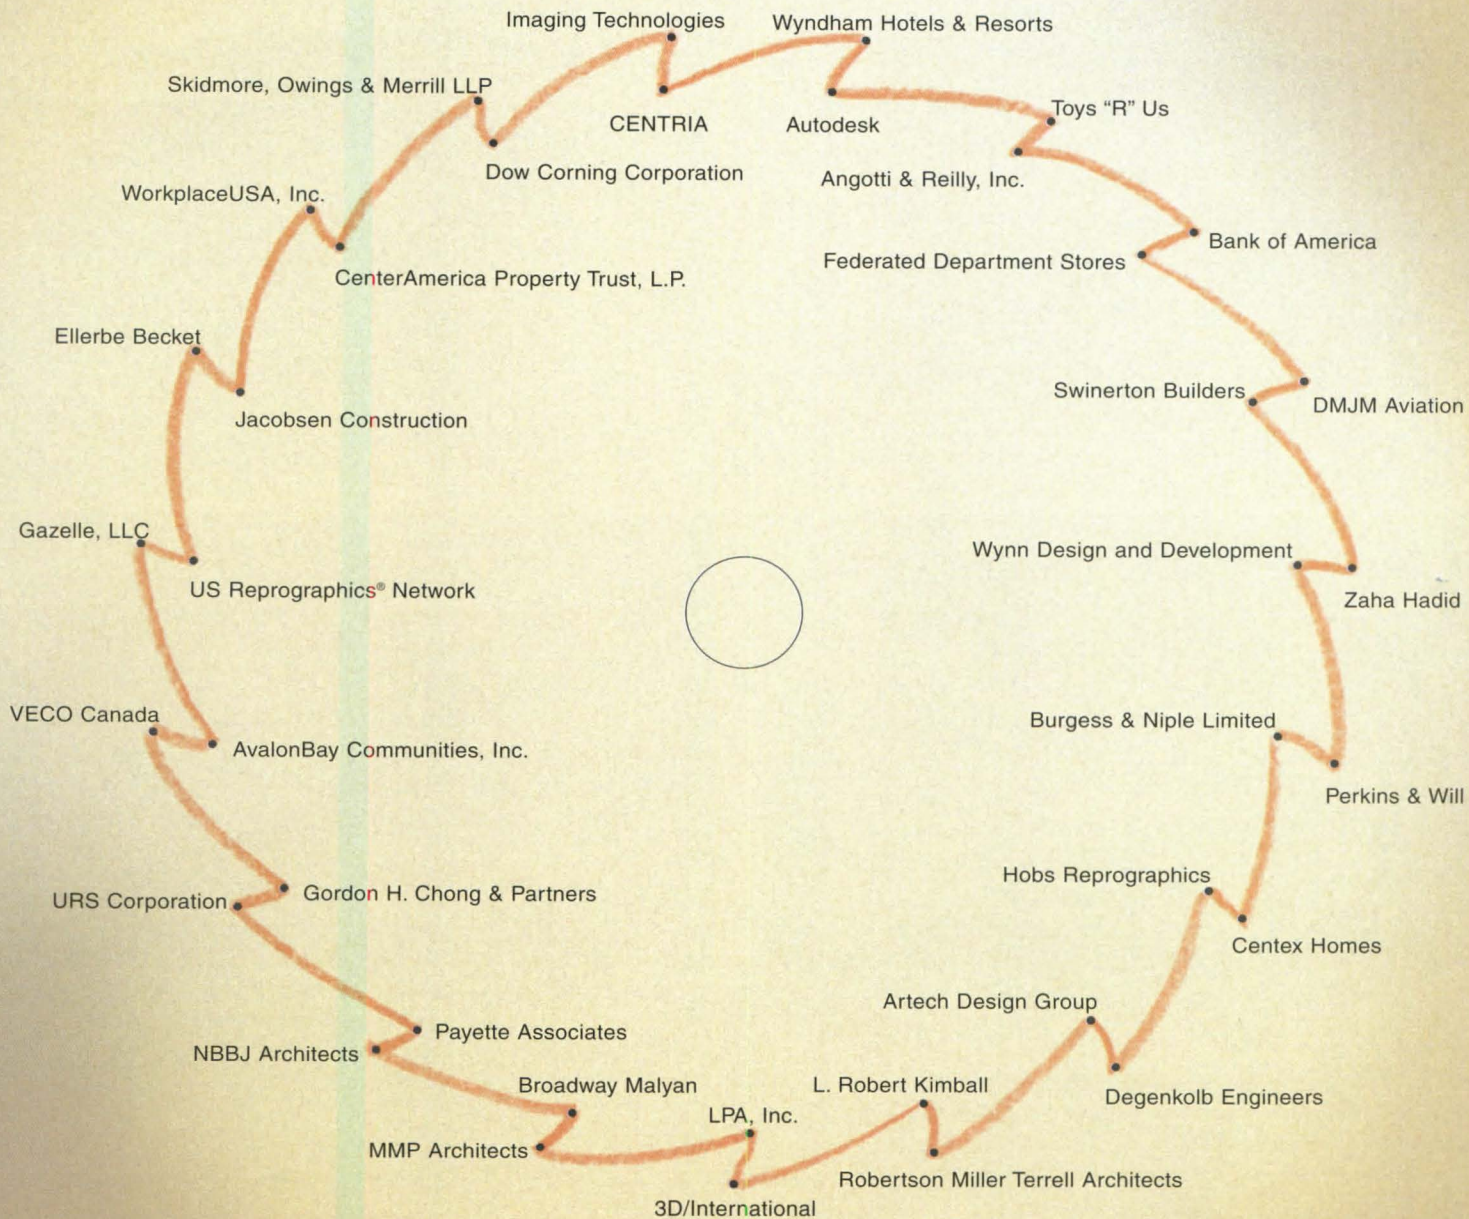 Imaging Technologies
Wyndham Hotels & Resorts
Skidmore, Owings & Merrill LLP
CENTRIA
Autodesk
Toys “R” Us
Dow Corning Corporation
Angotti & Reilly, Inc.
WorkplaceUSA, Inc.
Bank of America
Federated Department Stores
CenterAmerica Property Trust, L.P.
Ellerbe Becket
Swinerton Builders
DMJM Aviation
Jacobsen Construction
Gazelle, LLC
Wynn Design and Development
US Reprographics® Network
Zaha Hadid
VECO Canada
Burgess & Niple Limited
AvalonBay Communities, Inc.
Perkins & Will
Hobs Reprographics
Gordon H. Chong & Partners
URS Corporation
Centex Homes
Artech Design Group
Payette Associates
NBBJ Architects
Broadway Malyan
L. Robert Kimball
Degenkolb Engineers
LPA, Inc.
MMP Architects
Robertson Miller Terrell Architects
3D/International